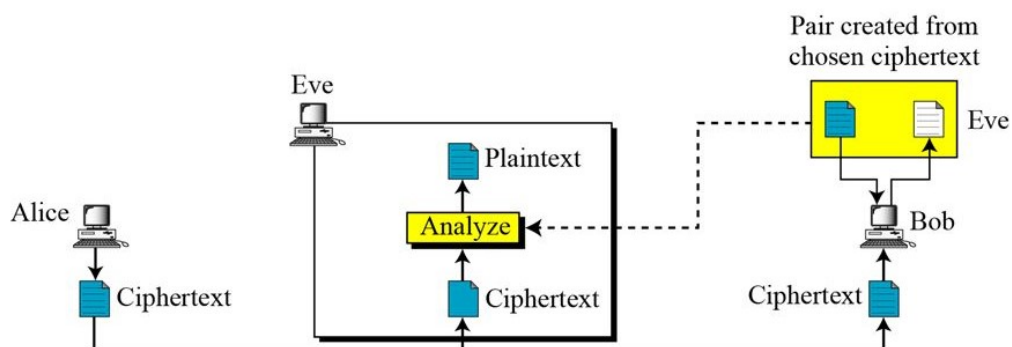 Pair created from
chosen ciphertext
Eve
Eve
Plaintext
Alice
Analyze
Bob
Ciphertext
Ciphertext
Ciphertext